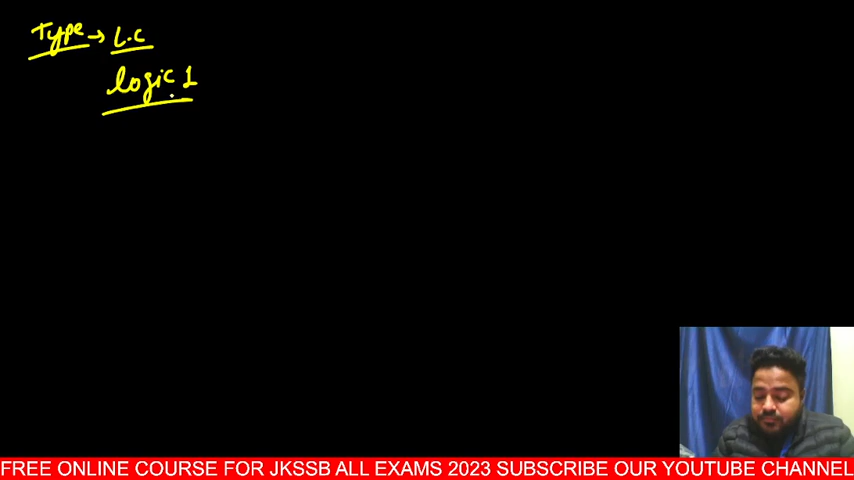 Type → L.C
logic 1
FREE ONLINE COURSE FOR JKSSB ALL EXAMS 2023 SUBSCRIBE OUR YOUTUBE CHANNEL